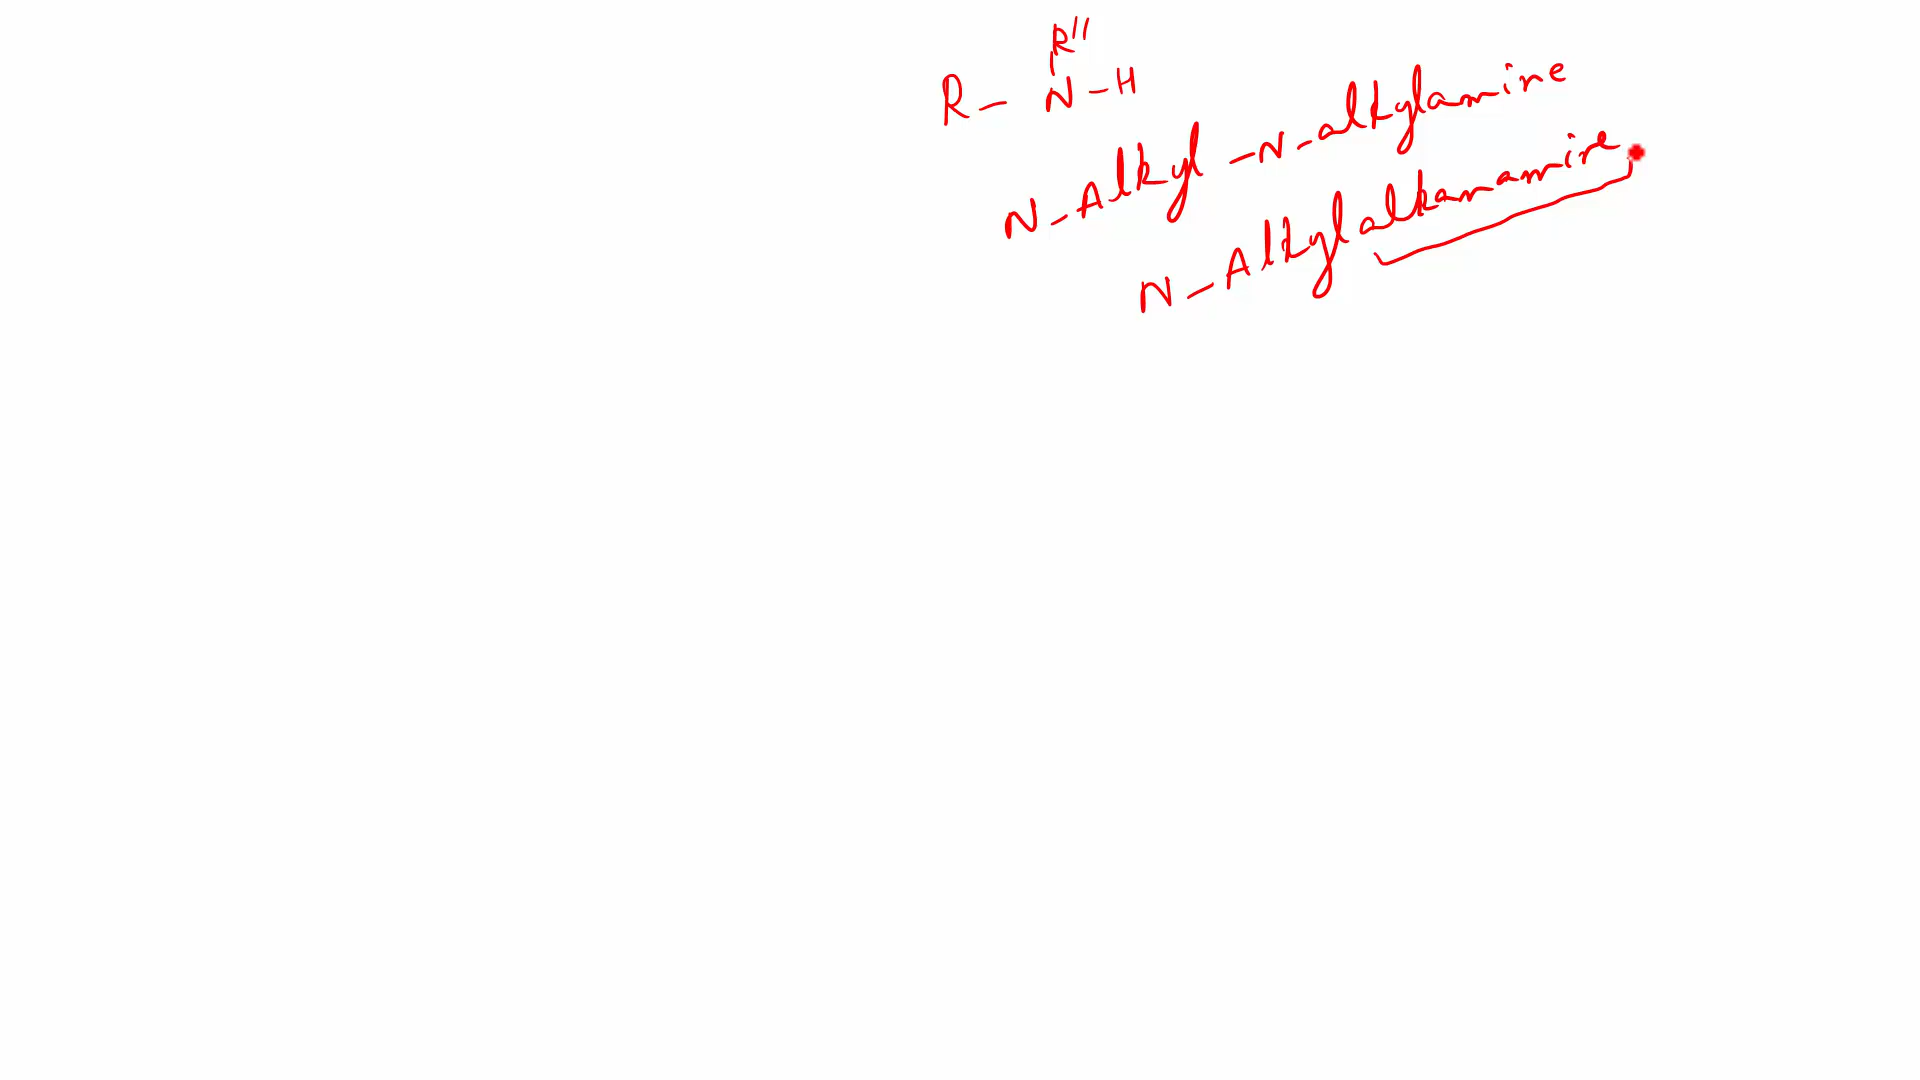 R''
R - N - H
N - Alkyl - N - alkylamine
N - Alkylalkanamine